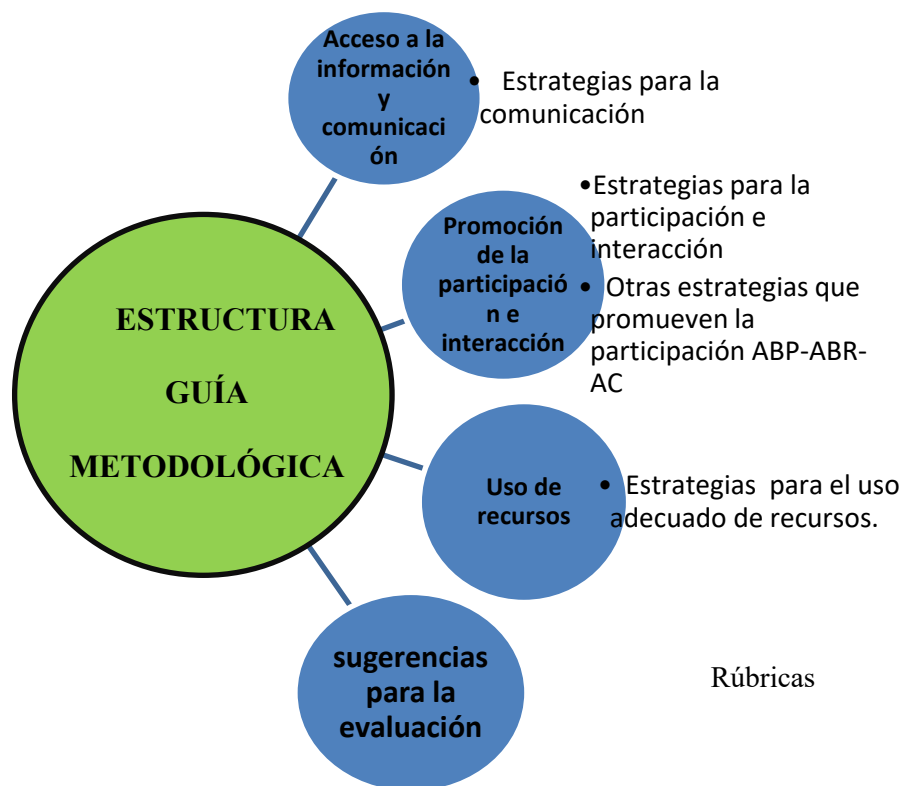 Acceso a la
información
y
comunicaci
ón
• Estrategias para la
comunicación
Promoción
de la
participació
n e
interacción
•Estrategias para la
participación e
interacción
• Otras estrategias que
promueven la
participación ABP-ABR-
AC
ESTRUCTURA
GUÍA
METODOLÓGICA
Uso de
recursos
• Estrategias para el uso
adecuado de recursos.
sugerencias
para la
evaluación
Rúbricas